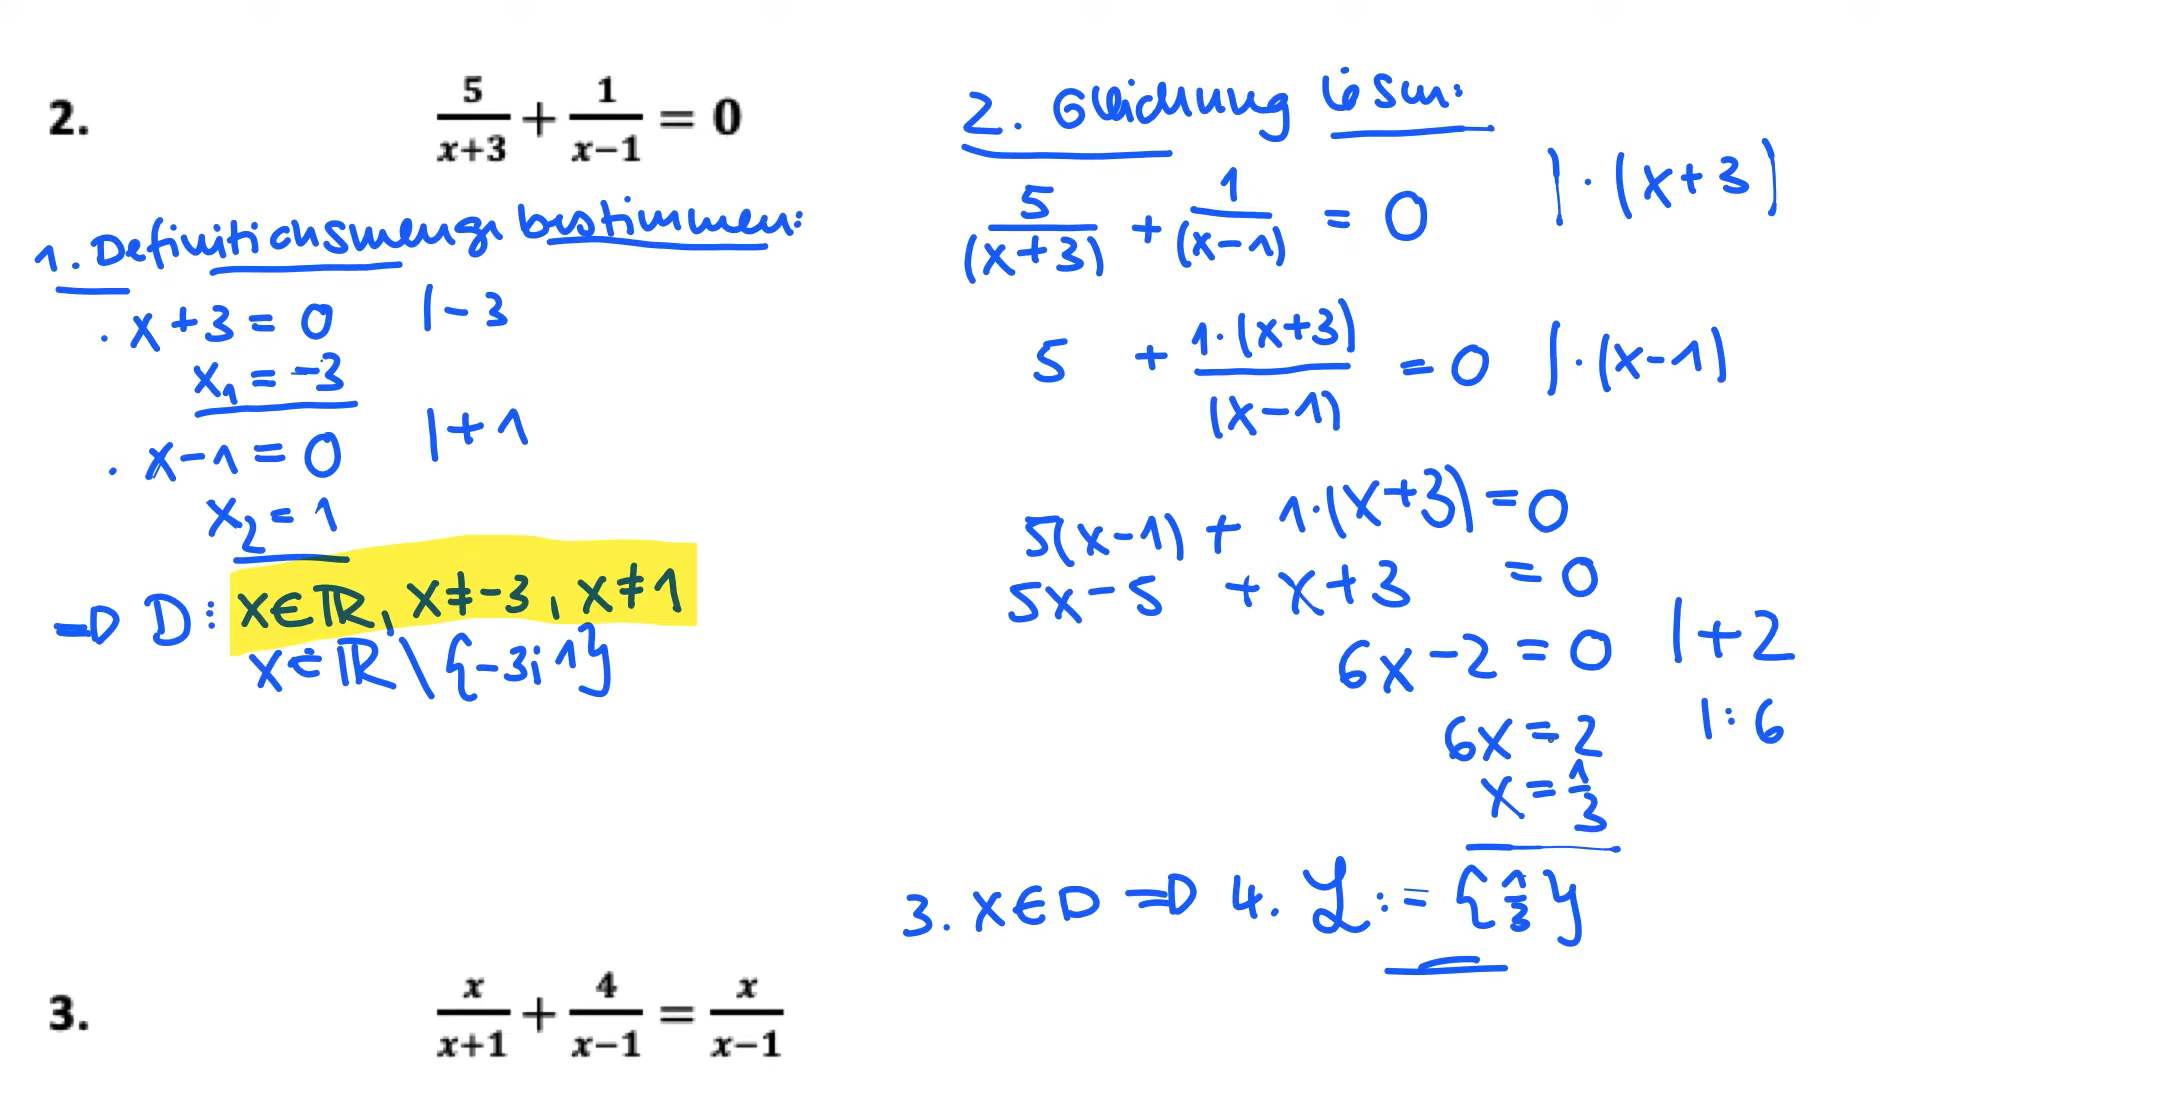 2. 5/(x+3) + 1/(x−1) = 0
1. Definitionsmenge bestimmen:
· x+3 = 0 |−3
x₁ = −3
· x−1 = 0 |+1
x₂ = 1
⇒ D: x∈ℝ, x≠−3, x≠1
x∈ℝ \ {−3; 1}
2. Gleichung lösen:
5/(x+3) + 1/(x−1) = 0 |·(x+3)
5 + 1·(x+3)/(x−1) = 0 |·(x−1)
5(x−1) + 1·(x+3) = 0
5x−5 + x+3 = 0
6x−2 = 0 |+2
6x = 2 |:6
x = 1/3
3. x∈D ⇒ 4. 𝓛 := {1/3}
3. x/(x+1) + 4/(x−1) = x/(x−1)